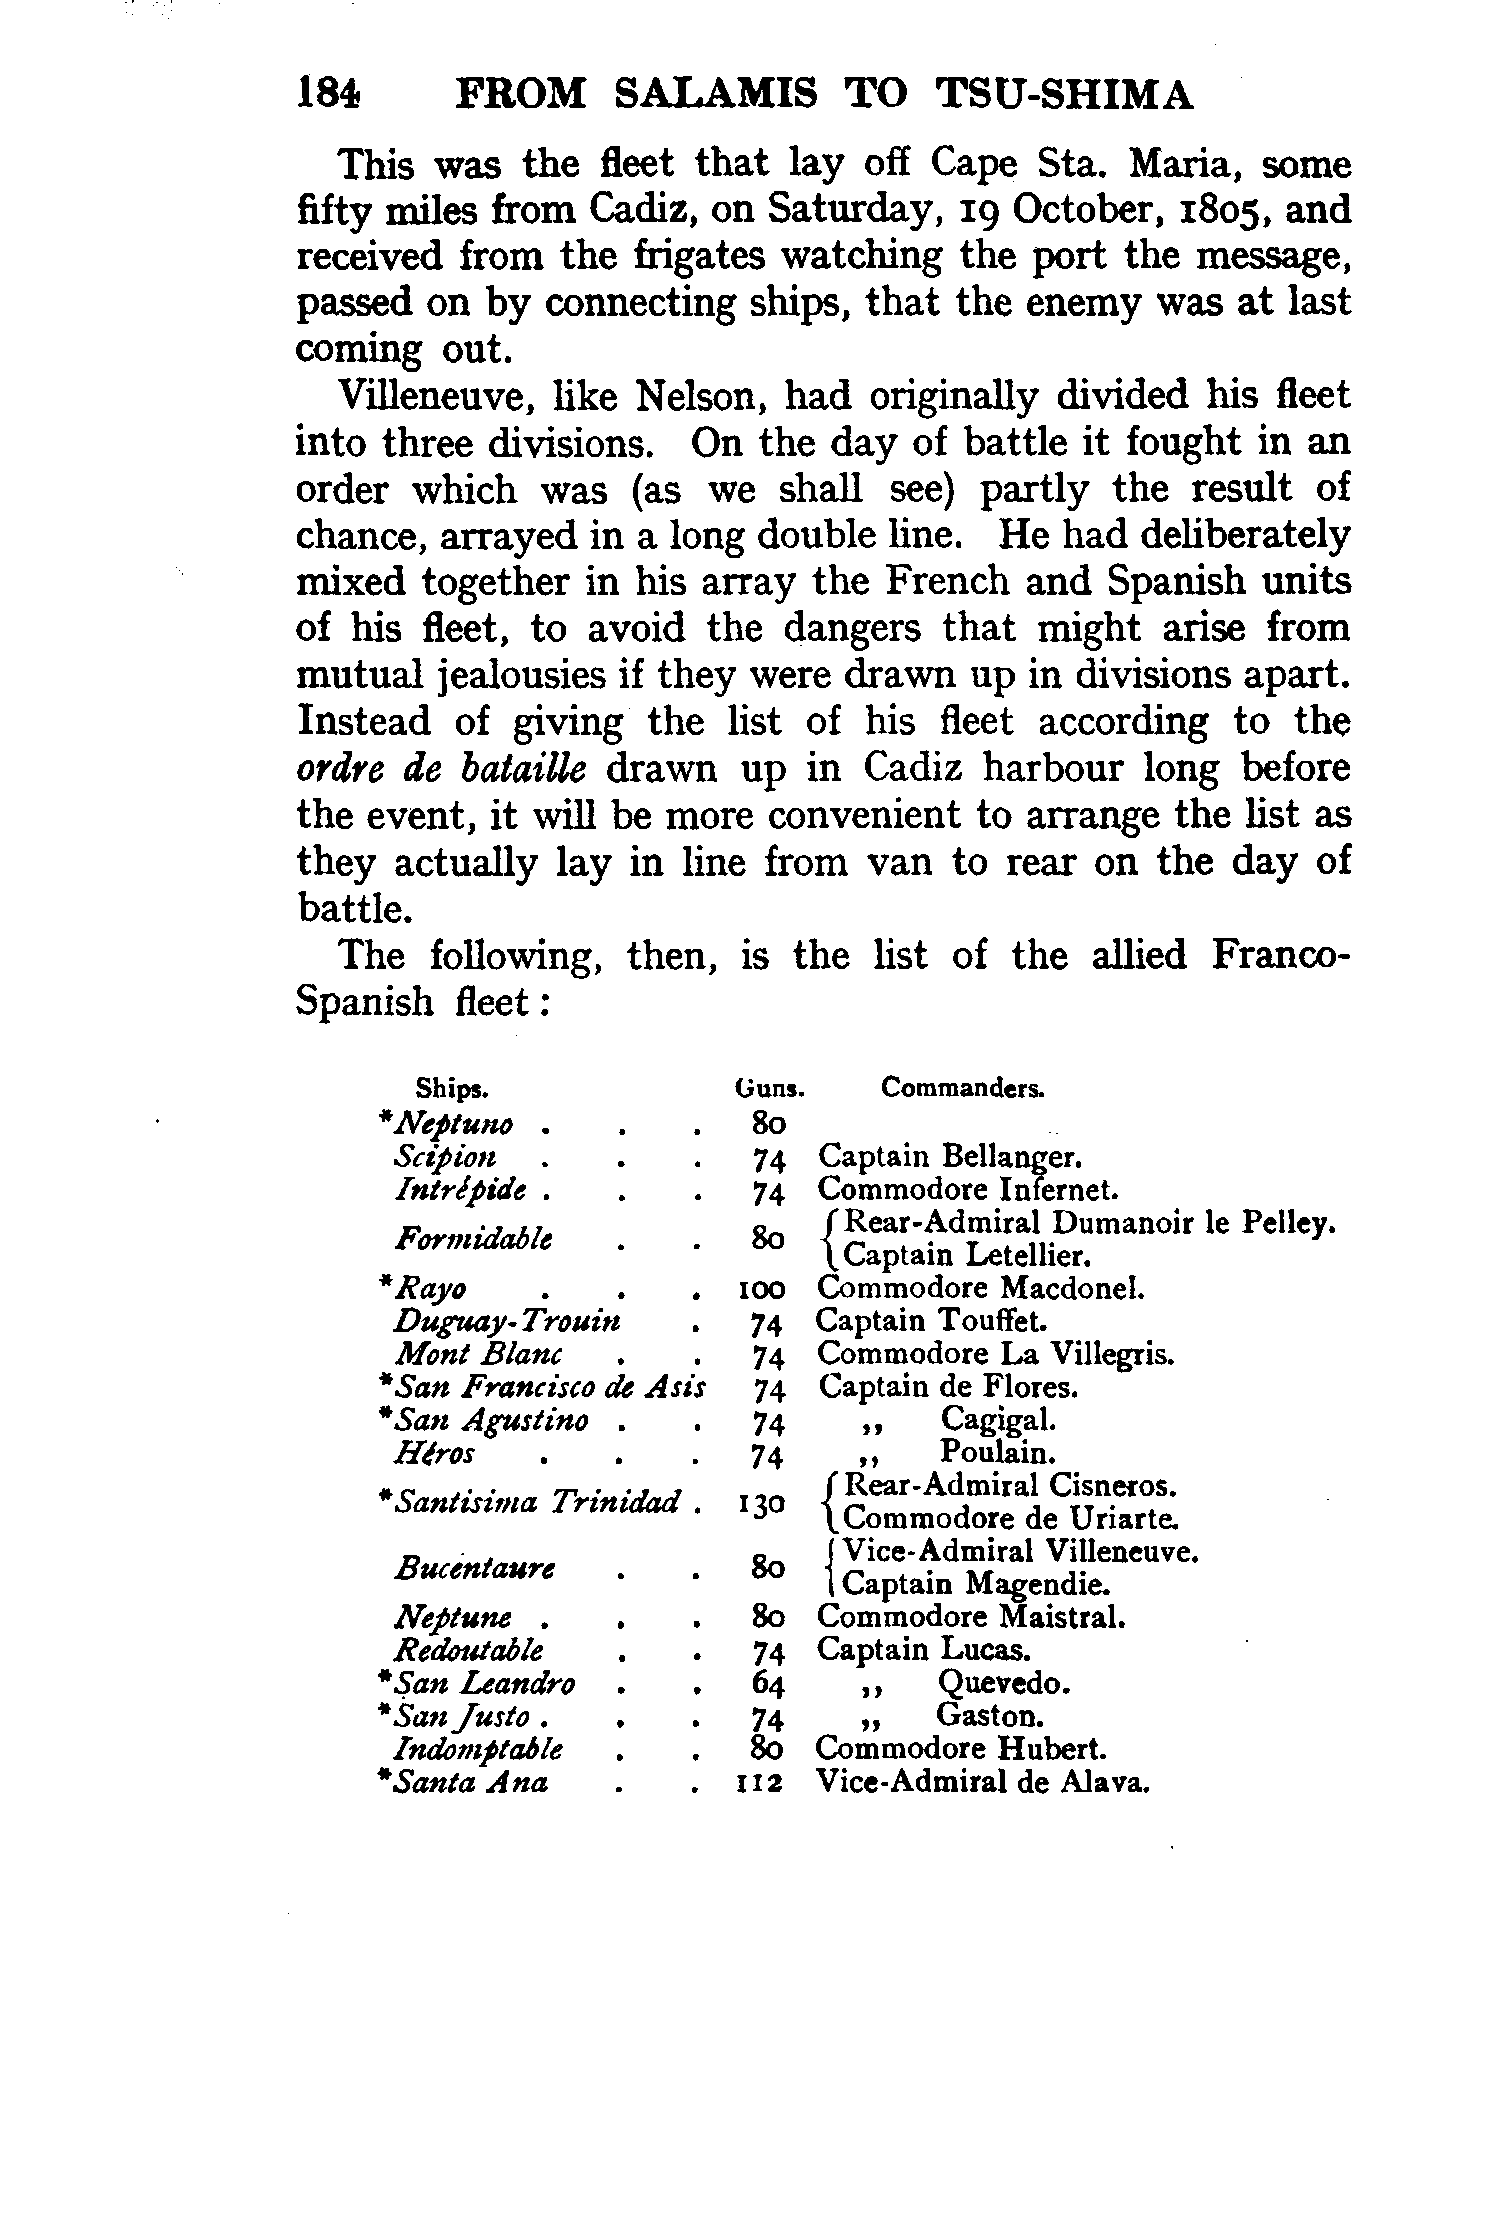 184 FROM SALAMIS TO TSU-SHIMA
This was the fleet that lay off Cape Sta. Maria, some
fifty miles from Cadiz, on Saturday, 19 October, 1805, and
received from the frigates watching the port the message,
passed on by connecting ships, that the enemy was at last
coming out.
Villeneuve, like Nelson, had originally divided his fleet
into three divisions. On the day of battle it fought in an
order which was (as we shall see) partly the result of
chance, arrayed in a long double line. He had deliberately
mixed together in his array the French and Spanish units
of his fleet, to avoid the dangers that might arise from
mutual jealousies if they were drawn up in divisions apart.
Instead of giving the list of his fleet according to the
ordre de bataille drawn up in Cadiz harbour long before
the event, it will be more convenient to arrange the list as
they actually lay in line from van to rear on the day of
battle.
The following, then, is the list of the allied Franco-
Spanish fleet :
Ships. Guns. Commanders.
*Neptuno . . . 80
Scipion . . . 74 Captain Bellanger.
Intrépide . . . 74 Commodore Infernet.
Formidable . . 80 { Rear-Admiral Dumanoir le Pelley.
Captain Letellier.
*Rayo . . . 100 Commodore Macdonel.
Duguay-Trouin . 74 Captain Touffet.
Mont Blanc . . 74 Commodore La Villegris.
*San Francisco de Asis 74 Captain de Flores.
*San Agustino . . 74 ,, Cagigal.
Héros . . . 74 ,, Poulain.
*Santisima Trinidad . 130 { Rear-Admiral Cisneros.
Commodore de Uriarte.
Bucentaure . . 80 { Vice-Admiral Villeneuve.
Captain Magendie.
Neptune . . . 80 Commodore Maistral.
Redoutable . . 74 Captain Lucas.
*San Leandro . . 64 ,, Quevedo.
*San Justo . . . 74 ,, Gaston.
Indomptable . . 80 Commodore Hubert.
*Santa Ana . . 112 Vice-Admiral de Alava.